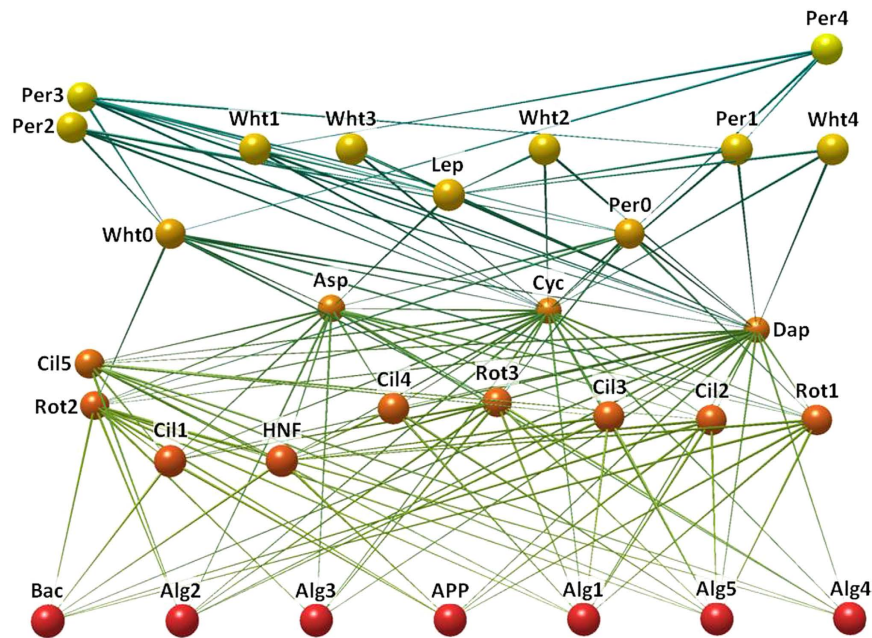 Per4
Per3
Per2
Wht1
Wht3
Wht2
Per1
Wht4
Lep
Per0
Wht0
Asp
Cyc
Dap
Cil5
Rot2
Cil4
Rot3
Cil3
Cil2
Rot1
Cil1
HNF
Bac
Alg2
Alg3
APP
Alg1
Alg5
Alg4